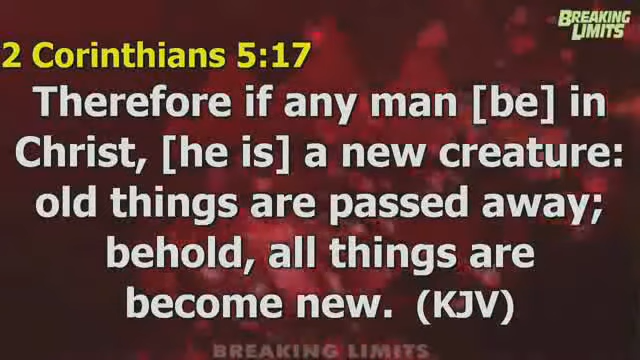 BREAKING
LIMITS
2 Corinthians 5:17
Therefore if any man [be] in
Christ, [he is] a new creature:
old things are passed away;
behold, all things are
become new. (KJV)
BREAKING LIMITS